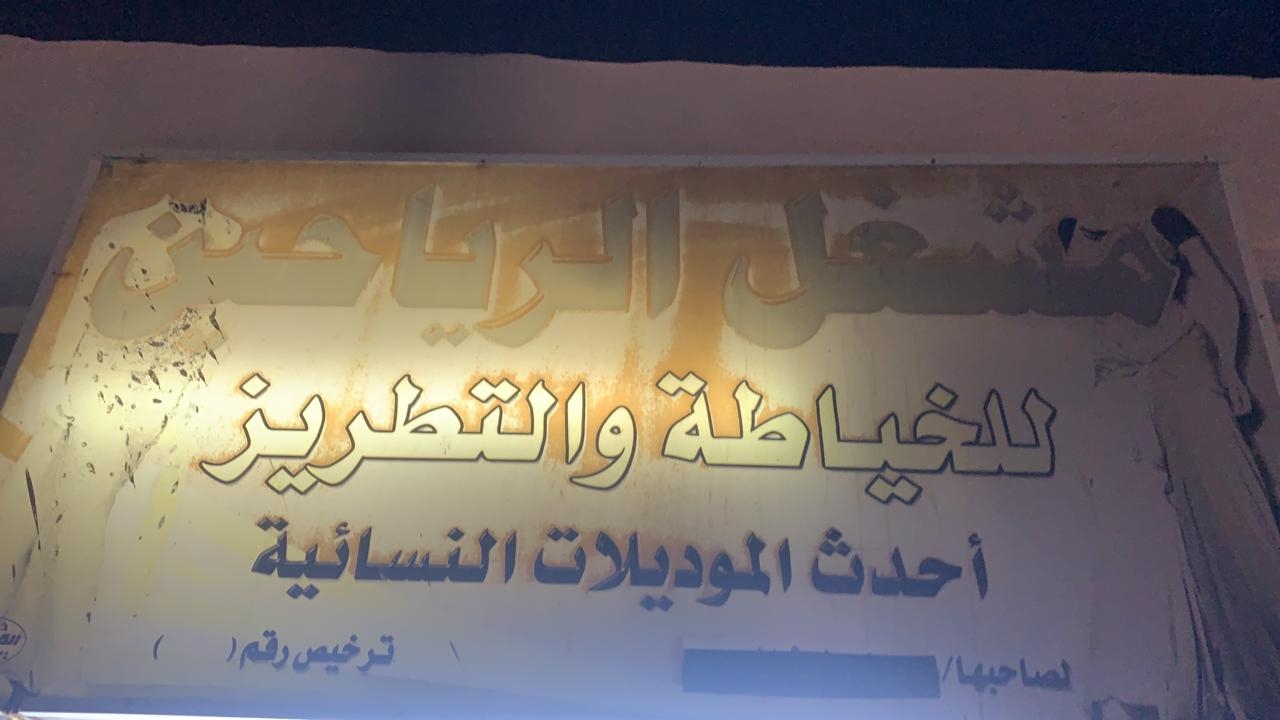 مشغل الرياحين
للخياطة والتطريز
أحدث الموديلات النسائية
لصاحبها/ ترخيص رقم ( )